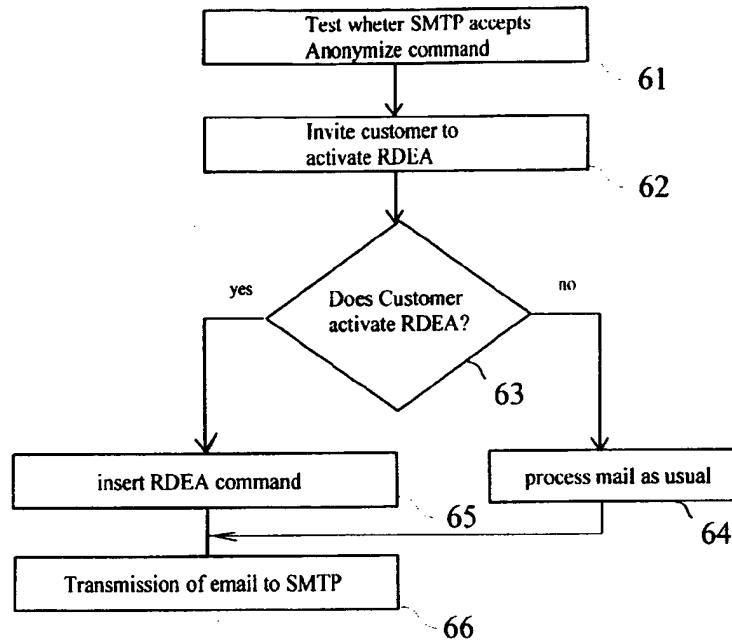 Test wheter SMTP accepts
Anonymize command
61
Invite customer to
activate RDEA
62
yes
Does Customer
activate RDEA?
no
63
insert RDEA command
65
process mail as usual
64
Transmission of email to SMTP
66